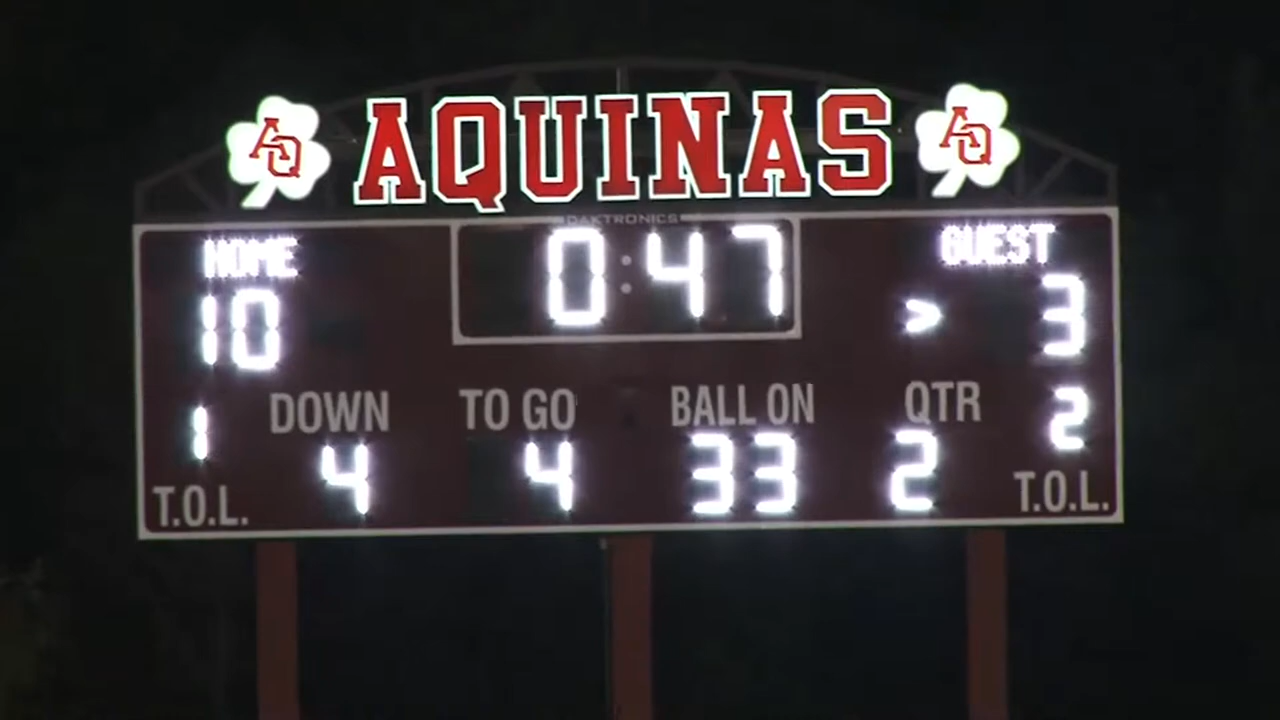 AQ AQUINAS AQ
DAKTRONICS
HOME 0:47 GUEST
10 > 3
DOWN TO GO BALL ON QTR
1 4 4 33 2 2
T.O.L. T.O.L.